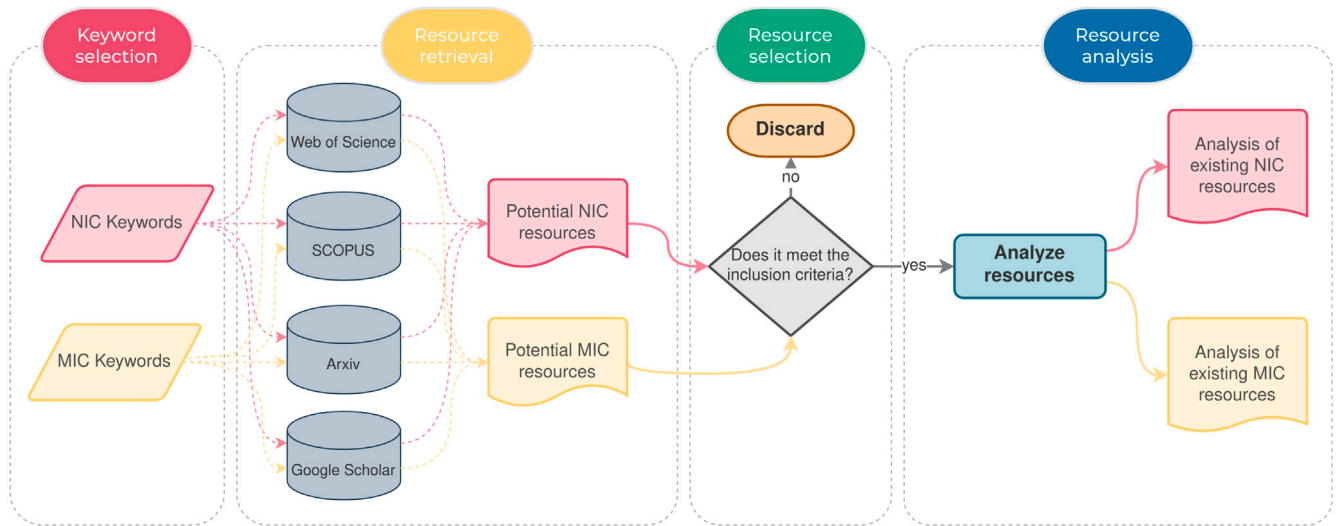 Keyword
selection
Resource
retrieval
Resource
selection
Resource
analysis
NIC Keywords
MIC Keywords
Web of Science
SCOPUS
Arxiv
Google Scholar
Potential NIC
resources
Potential MIC
resources
Discard
no
Does it meet the
inclusion criteria?
yes
Analyze
resources
Analysis of
existing NIC
resources
Analysis of
existing MIC
resources